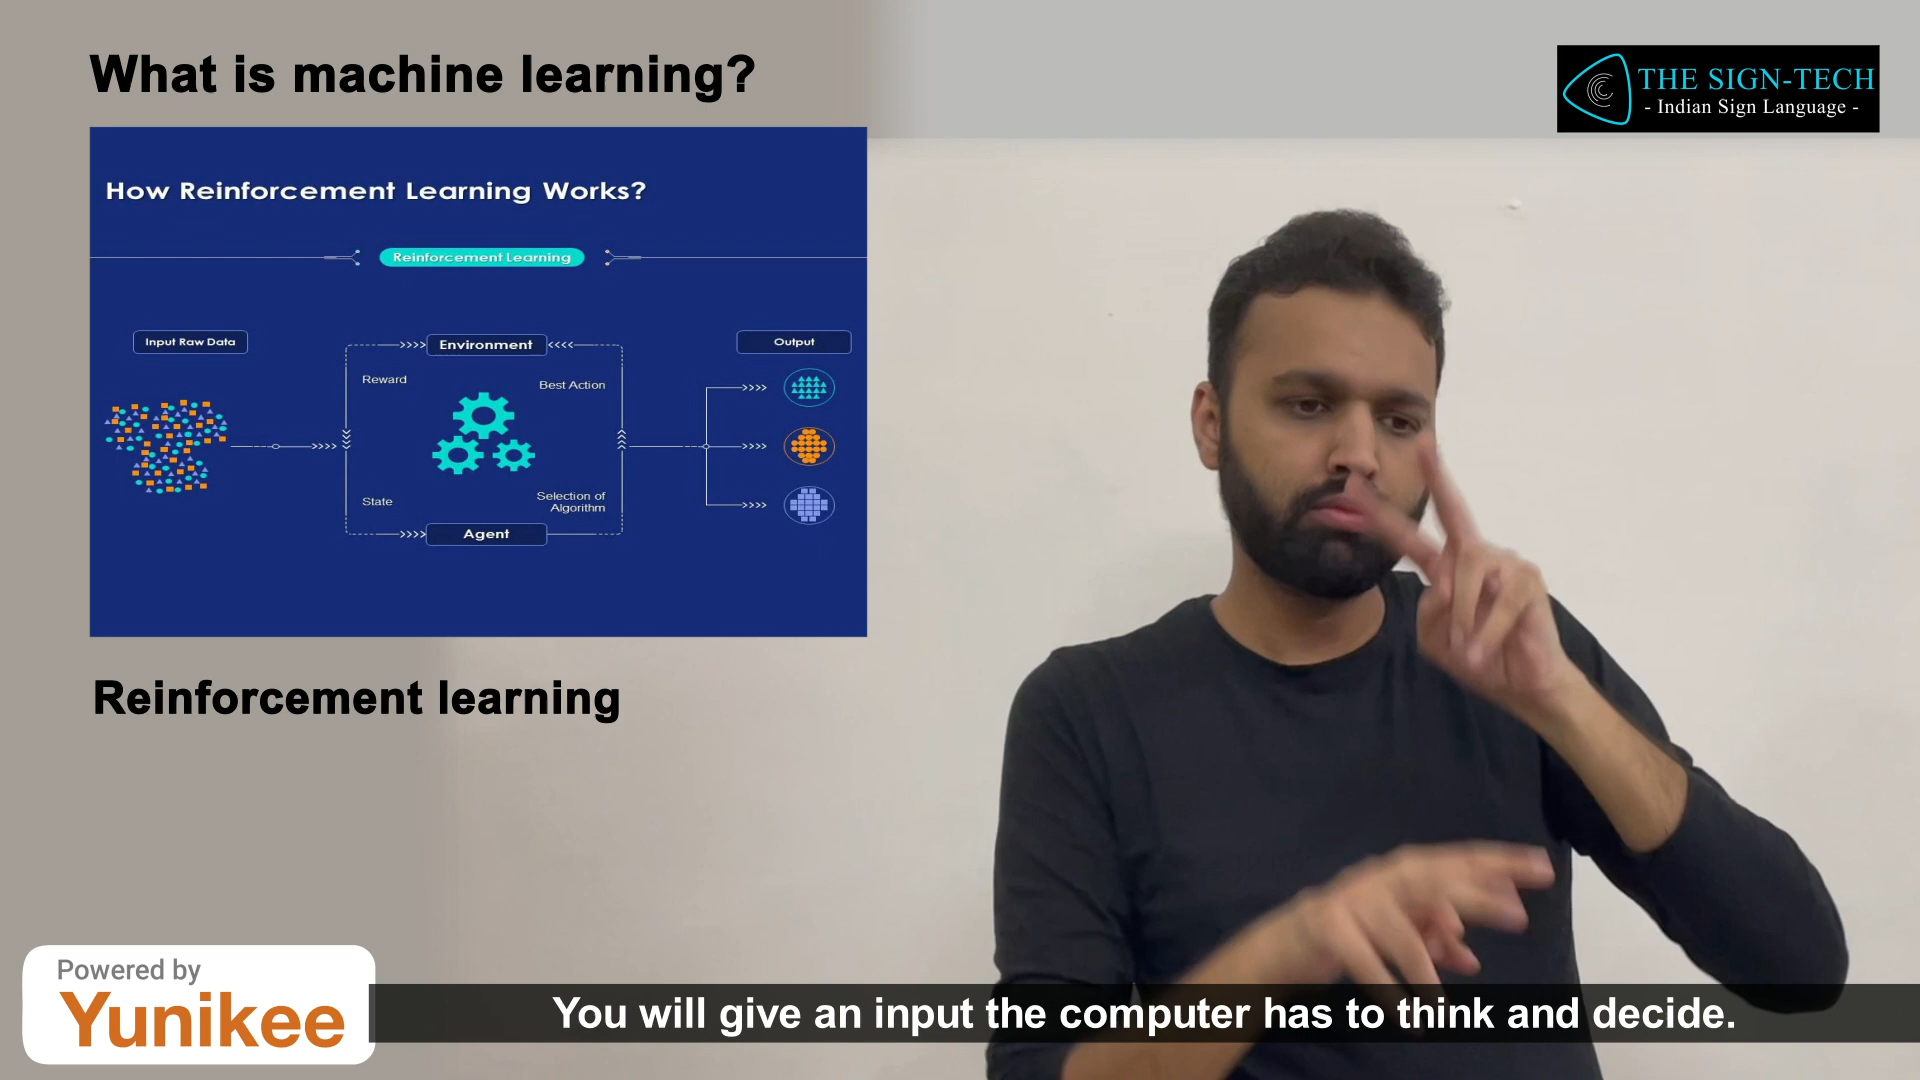 What is machine learning?
THE SIGN-TECH
- Indian Sign Language -
How Reinforcement Learning Works?
Reinforcement Learning
Input Raw Data
Environment
Output
Reward
Best Action
State
Selection of
Algorithm
Agent
Reinforcement learning
Powered by
Yunikee
You will give an input the computer has to think and decide.